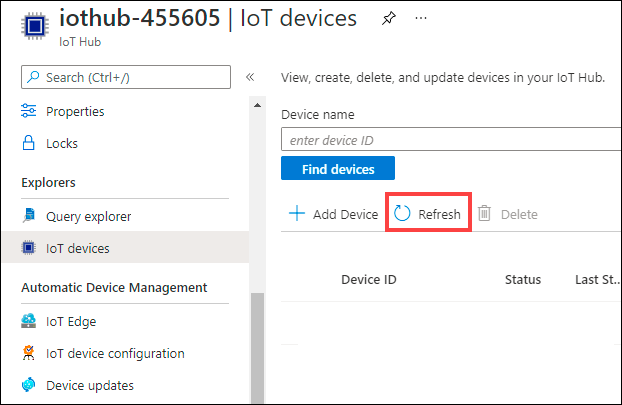 iothub-455605 | IoT devices ...
IoT Hub
Search (Ctrl+/)
«
Properties
Locks
Explorers
Query explorer
IoT devices
Automatic Device Management
IoT Edge
IoT device configuration
Device updates
View, create, delete, and update devices in your IoT Hub.
Device name
enter device ID
Find devices
Add Device
Refresh
Delete
Device ID Status Last St...